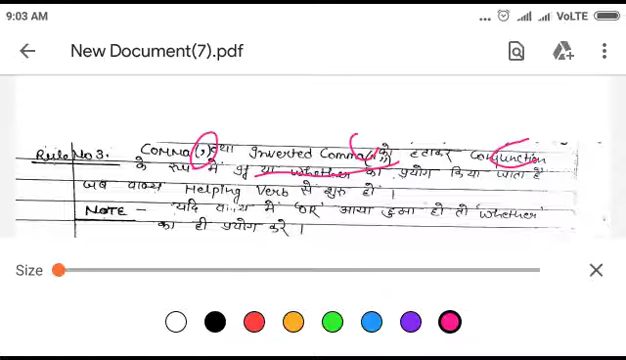 9:03 AM ... VoLTE
New Document(7).pdf
Rule No 3. COMMA (,) तथा Inverted Comma (" ") को हटाकर Conjunction
के रूप में या whether का प्रयोग किया जाता है
जब वाक्य Helping Verb से शुरु हो ।
NOTE - यदि वाक्य में 'OR' आया हुआ हो तो 'whether'
का ही प्रयोग करे ।
Size